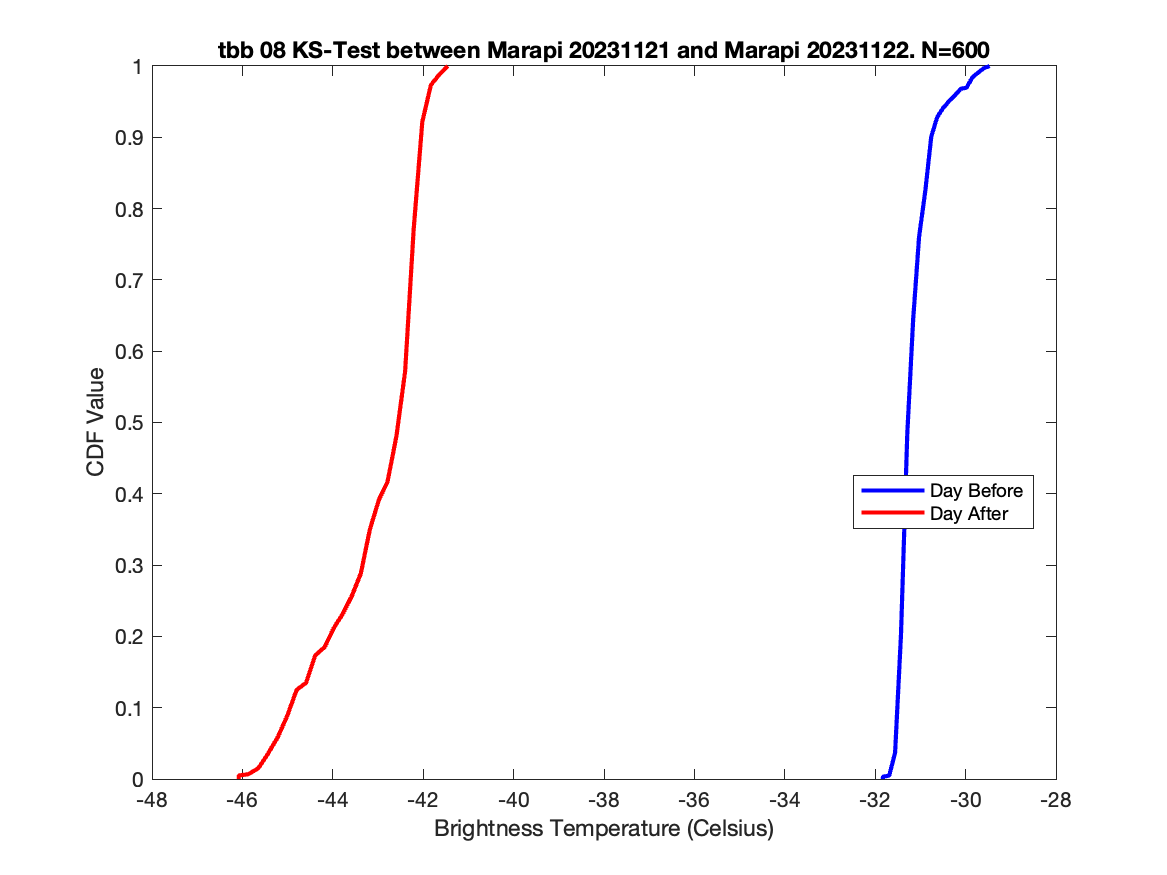 tbb 08 KS-Test between Marapi 20231121 and Marapi 20231122. N=600
1
0.9
0.8
0.7
0.6
0.5
0.4
0.3
0.2
0.1
0
CDF Value
Day Before
Day After
-48 -46 -44 -42 -40 -38 -36 -34 -32 -30 -28
Brightness Temperature (Celsius)